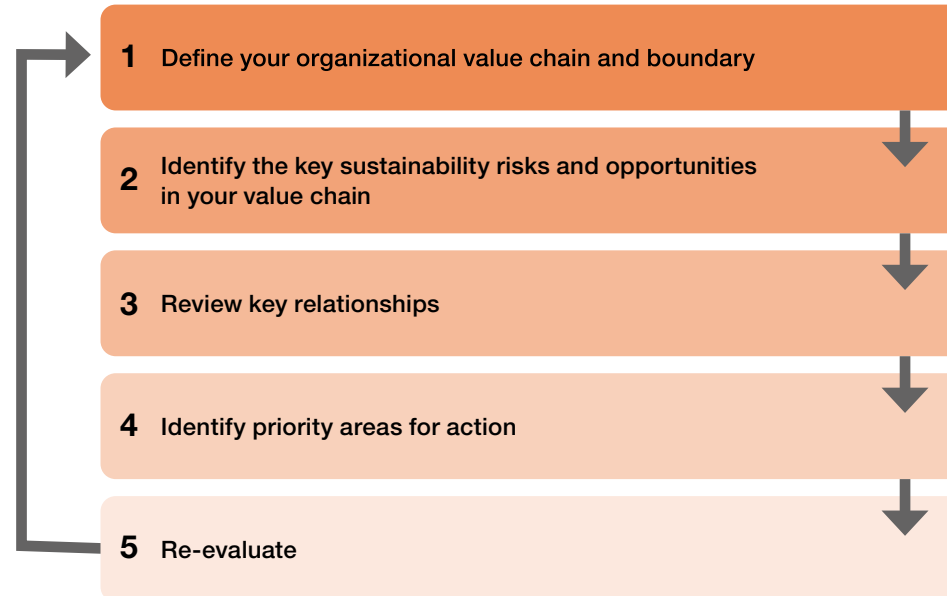 1 Define your organizational value chain and boundary
2 Identify the key sustainability risks and opportunities
in your value chain
3 Review key relationships
4 Identify priority areas for action
5 Re-evaluate